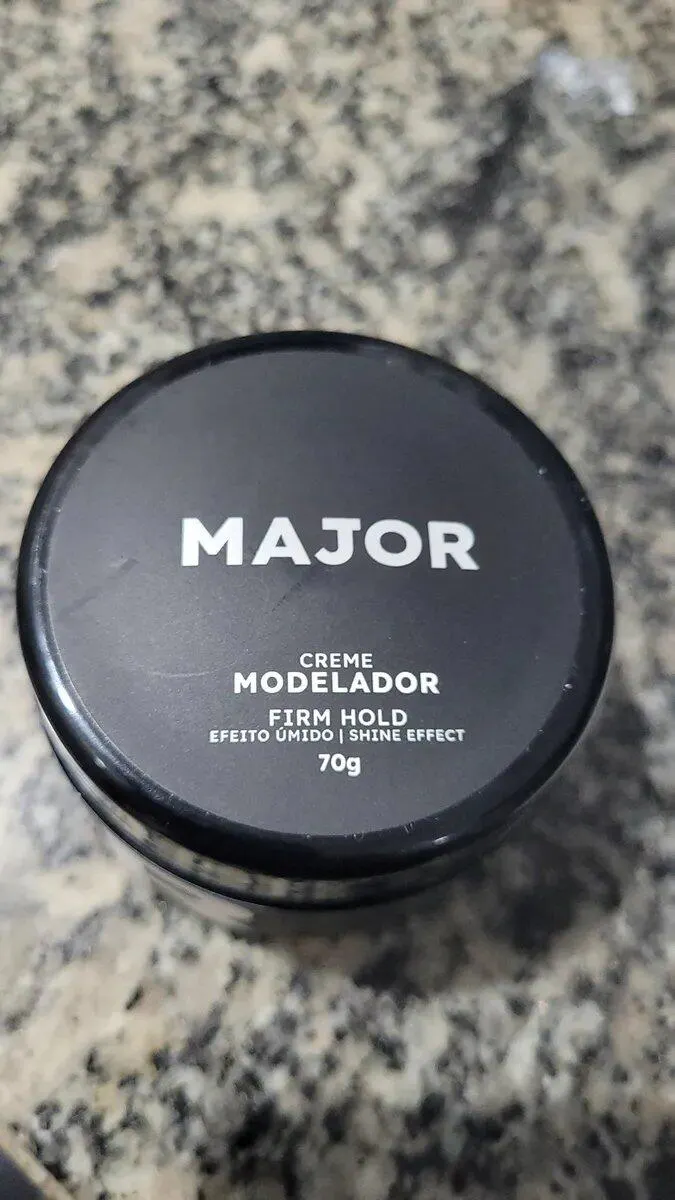 MAJOR
CREME
MODELADOR
FIRM HOLD
EFEITO ÚMIDO | SHINE EFFECT
70g